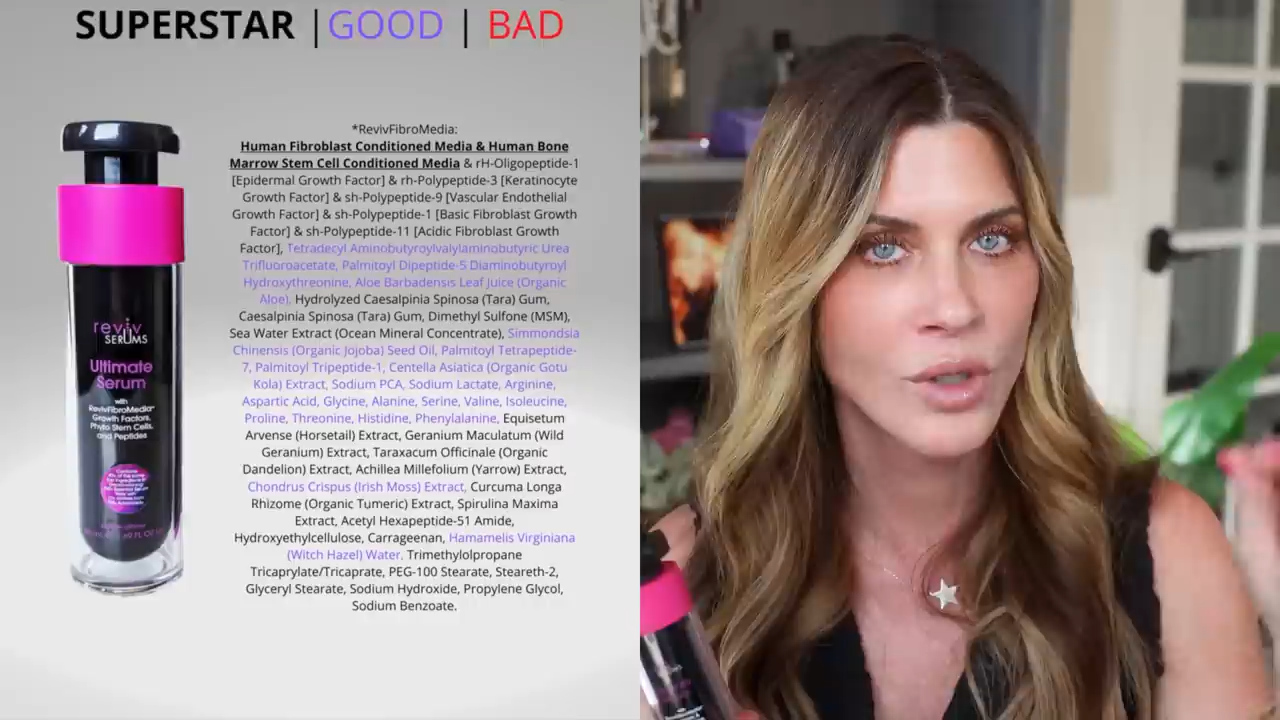 SUPERSTAR | GOOD | BAD
*RevivFibroMedia:
Human Fibroblast Conditioned Media & Human Bone
Marrow Stem Cell Conditioned Media & rH-Oligopeptide-1
[Epidermal Growth Factor] & rh-Polypeptide-3 [Keratinocyte
Growth Factor] & sh-Polypeptide-9 [Vascular Endothelial
Growth Factor] & sh-Polypeptide-1 [Basic Fibroblast Growth
Factor] & sh-Polypeptide-11 [Acidic Fibroblast Growth
Factor], Tetradecyl Aminobutyroylvalylaminobutyric Urea
Trifluoroacetate, Palmitoyl Dipeptide-5 Diaminobutyroyl
Hydroxythreonine, Aloe Barbadensis Leaf Juice (Organic
Aloe), Hydrolyzed Caesalpinia Spinosa (Tara) Gum,
Caesalpinia Spinosa (Tara) Gum, Dimethyl Sulfone (MSM),
Sea Water Extract (Ocean Mineral Concentrate), Simmondsia
Chinensis (Organic Jojoba) Seed Oil, Palmitoyl Tetrapeptide-
7, Palmitoyl Tripeptide-1, Centella Asiatica (Organic Gotu
Kola) Extract, Sodium PCA, Sodium Lactate, Arginine,
Aspartic Acid, Glycine, Alanine, Serine, Valine, Isoleucine,
Proline, Threonine, Histidine, Phenylalanine, Equisetum
Arvense (Horsetail) Extract, Geranium Maculatum (Wild
Geranium) Extract, Taraxacum Officinale (Organic
Dandelion) Extract, Achillea Millefolium (Yarrow) Extract,
Chondrus Crispus (Irish Moss) Extract, Curcuma Longa
Rhizome (Organic Tumeric) Extract, Spirulina Maxima
Extract, Acetyl Hexapeptide-51 Amide,
Hydroxyethylcellulose, Carrageenan, Hamamelis Virginiana
(Witch Hazel) Water, Trimethylolpropane
Tricaprylate/Tricaprate, PEG-100 Stearate, Steareth-2,
Glyceryl Stearate, Sodium Hydroxide, Propylene Glycol,
Sodium Benzoate.
reviv
SERUMS
Ultimate
Serum
with
RevivFibroMedia
Growth Factors,
Phyto Stem Cells,
and Peptides